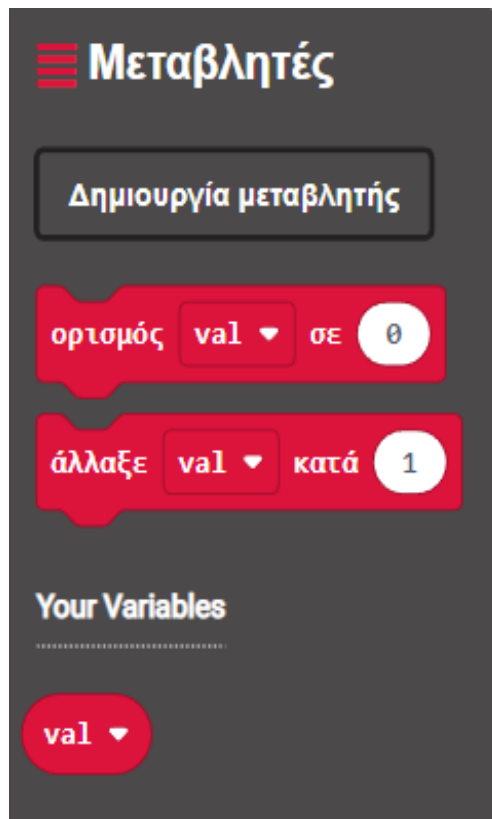 Μεταβλητές
Δημιουργία μεταβλητής
ορισμός val σε 0
άλλαξε val κατά 1
Your Variables
val